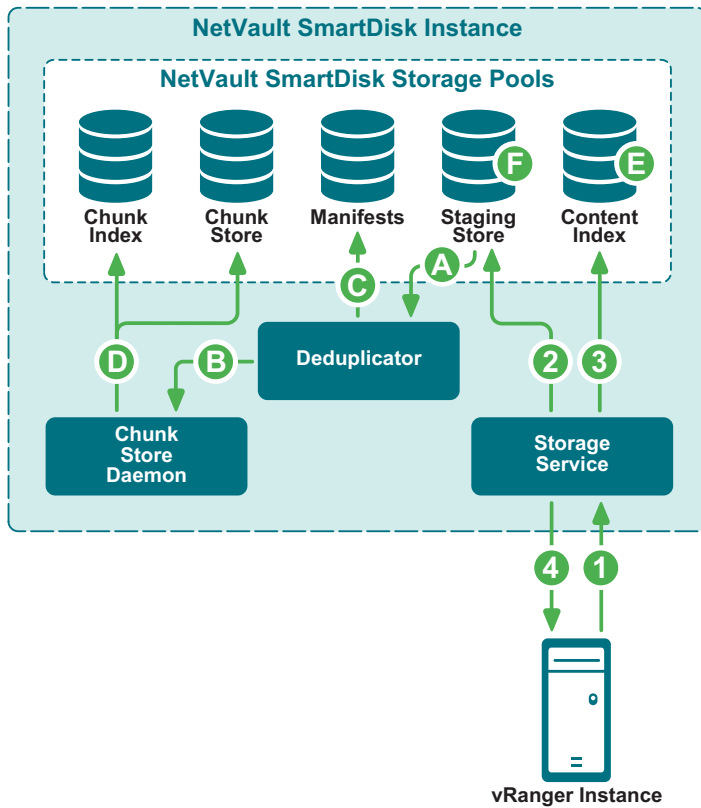 NetVault SmartDisk Instance
NetVault SmartDisk Storage Pools
F
E
Chunk
Index
Chunk
Store
Manifests
Staging
Store
Content
Index
A
C
D
B
Deduplicator
2
3
Chunk
Store
Daemon
Storage
Service
4
1
vRanger Instance